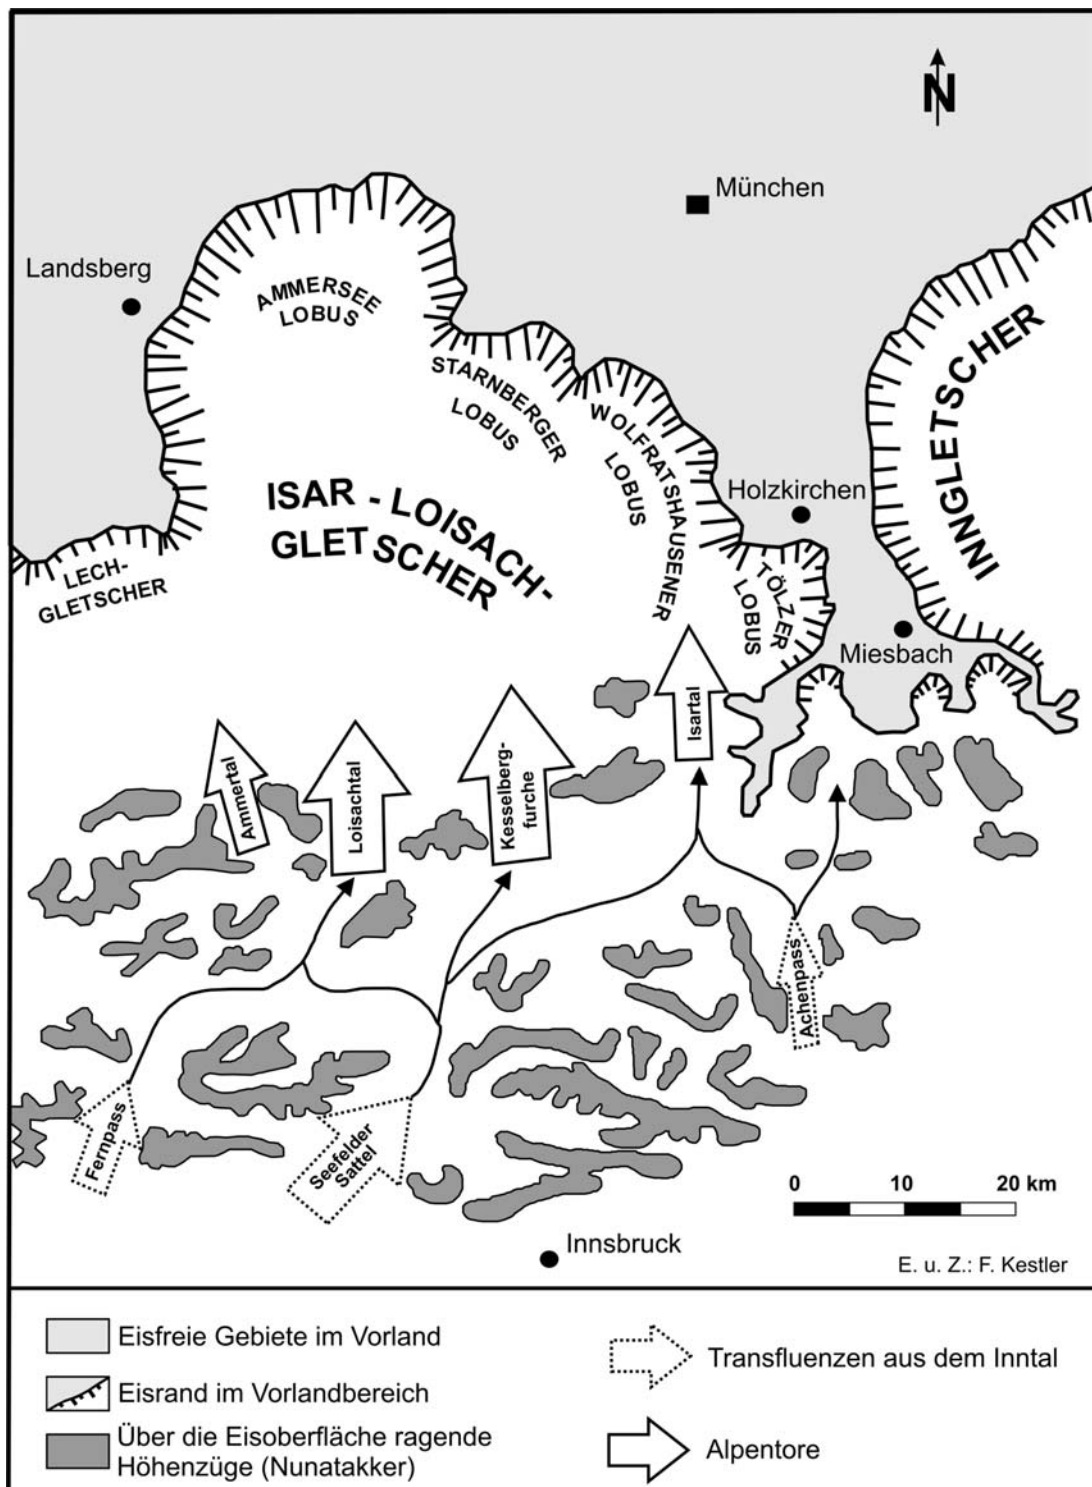 N
München
Landsberg
AMMERSEE
LOBUS
STARNBERGER
LOBUS
WOLFRATSHAUSENER
LOBUS
INNGLETSCHER
ISAR - LOISACH-
GLETSCHER
Holzkirchen
LECH-
GLETSCHER
TÖLZER
LOBUS
Miesbach
Isartal
Ammertal
Loisachtal
Kesselberg-
furche
Achenpass
Fernpass
Seefelder
Sattel
0 10 20 km
Innsbruck
E. u. Z.: F. Kestler
Eisfreie Gebiete im Vorland
Eisrand im Vorlandbereich
Über die Eisoberfläche ragende
Höhenzüge (Nunatakker)
Transfluenzen aus dem Inntal
Alpentore